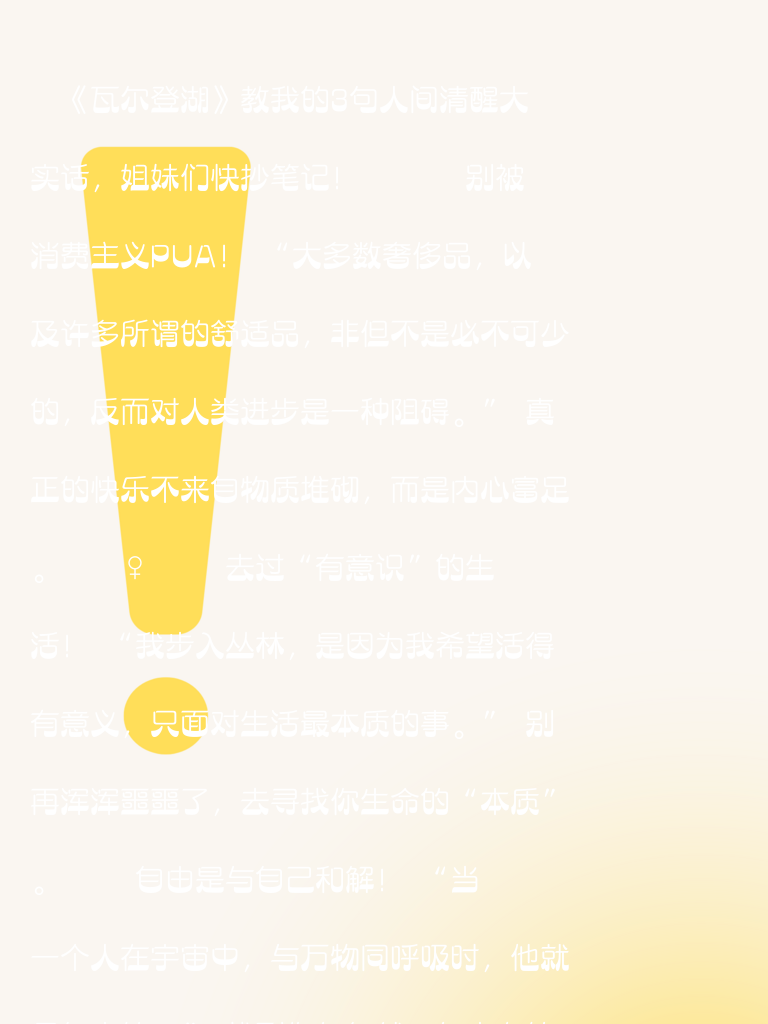 《瓦尔登湖》教我的3句人间清醒大
实话，姐妹们快抄笔记！ 别被
消费主义PUA！ “大多数奢侈品，以
及许多所谓的舒适品，非但不是必不可少
的，反而对人类进步是一种阻碍。” 真
正的快乐不来自物质堆砌，而是内心富足
。 ♀ 去过“有意识”的生
活！ “我步入丛林，是因为我希望活得
有意义，只面对生活最本质的事。” 别
再浑浑噩噩了，去寻找你生命的“本质”
。 自由是与自己和解！ “当
一个人在宇宙中，与万物同呼吸时，他就